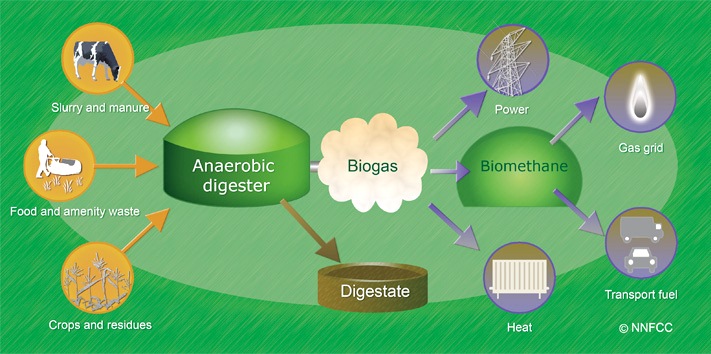 Slurry and manure
Food and amenity waste
Crops and residues
Anaerobic
digester
Biogas
Digestate
Power
Biomethane
Heat
Gas grid
Transport fuel
© NNFCC